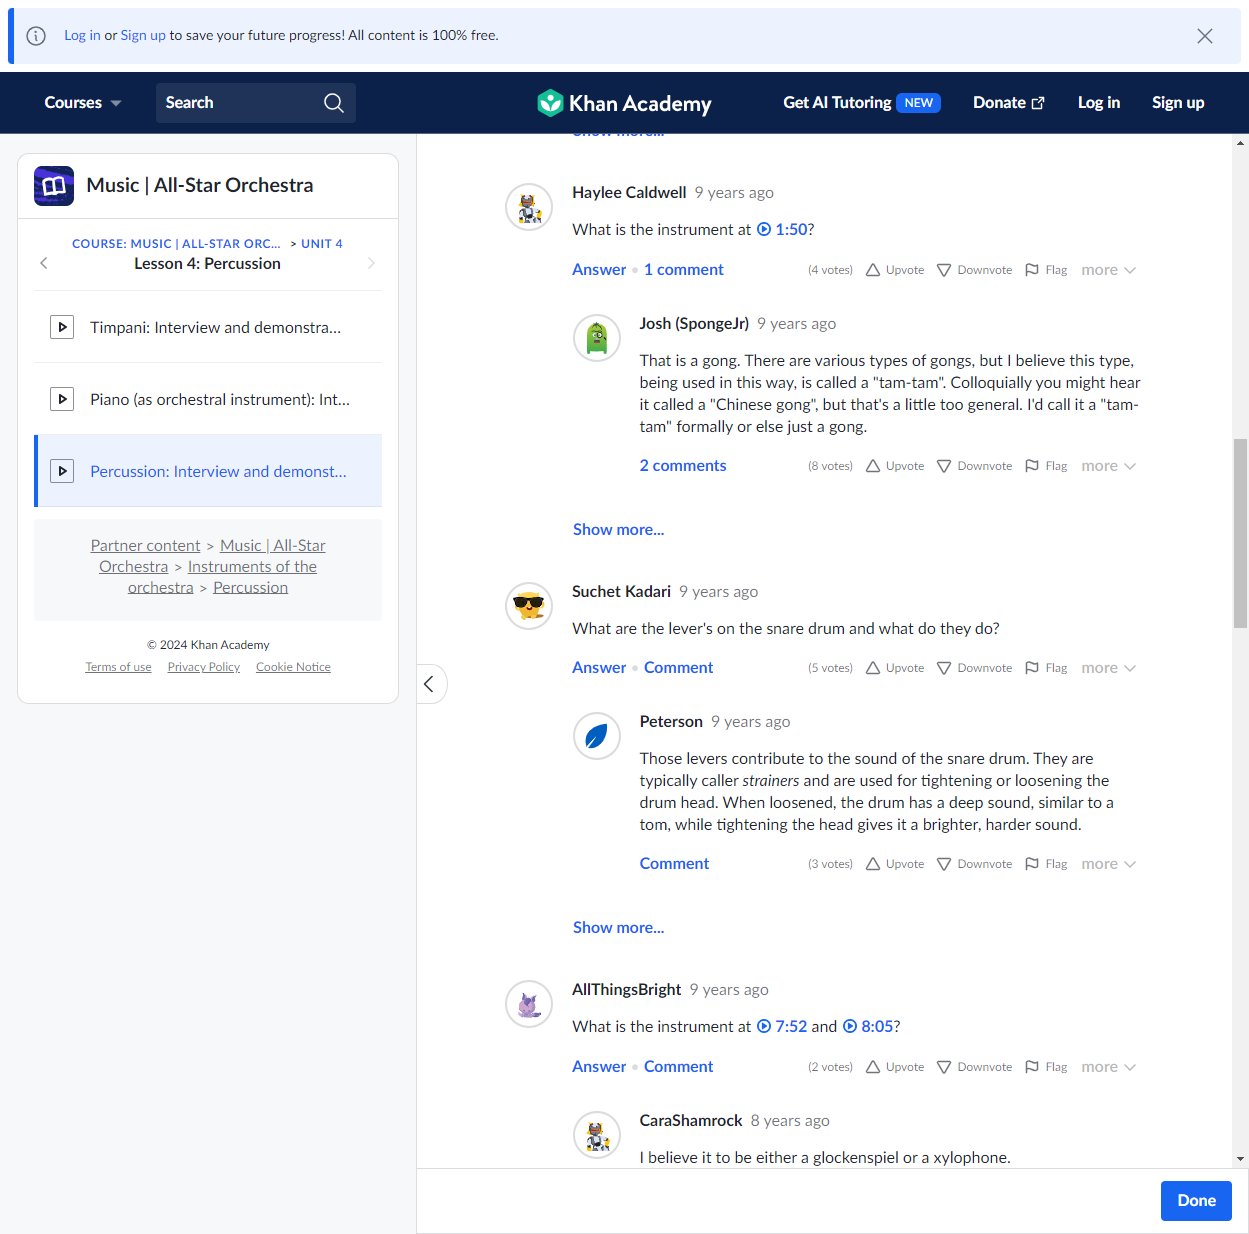 Log in or Sign up to save your future progress! All content is 100% free.
Courses
Search
Khan Academy
Get AI Tutoring NEW
Donate
Log in
Sign up
Music | All-Star Orchestra
COURSE: MUSIC | ALL-STAR ORC... > UNIT 4
Lesson 4: Percussion
Timpani: Interview and demonstra...
Piano (as orchestral instrument): Int...
Percussion: Interview and demonst...
Partner content > Music | All-Star
Orchestra > Instruments of the
orchestra > Percussion
© 2024 Khan Academy
Terms of use Privacy Policy Cookie Notice
Show more...
Haylee Caldwell 9 years ago
What is the instrument at 1:50?
Answer • 1 comment (4 votes) Upvote Downvote Flag more
Josh (SpongeJr) 9 years ago
That is a gong. There are various types of gongs, but I believe this type,
being used in this way, is called a "tam-tam". Colloquially you might hear
it called a "Chinese gong", but that's a little too general. I'd call it a "tam-
tam" formally or else just a gong.
2 comments (8 votes) Upvote Downvote Flag more
Show more...
Suchet Kadari 9 years ago
What are the lever's on the snare drum and what do they do?
Answer • Comment (5 votes) Upvote Downvote Flag more
Peterson 9 years ago
Those levers contribute to the sound of the snare drum. They are
typically caller strainers and are used for tightening or loosening the
drum head. When loosened, the drum has a deep sound, similar to a
tom, while tightening the head gives it a brighter, harder sound.
Comment (3 votes) Upvote Downvote Flag more
Show more...
AllThingsBright 9 years ago
What is the instrument at 7:52 and 8:05?
Answer • Comment (2 votes) Upvote Downvote Flag more
CaraShamrock 8 years ago
I believe it to be either a glockenspiel or a xylophone.
Done